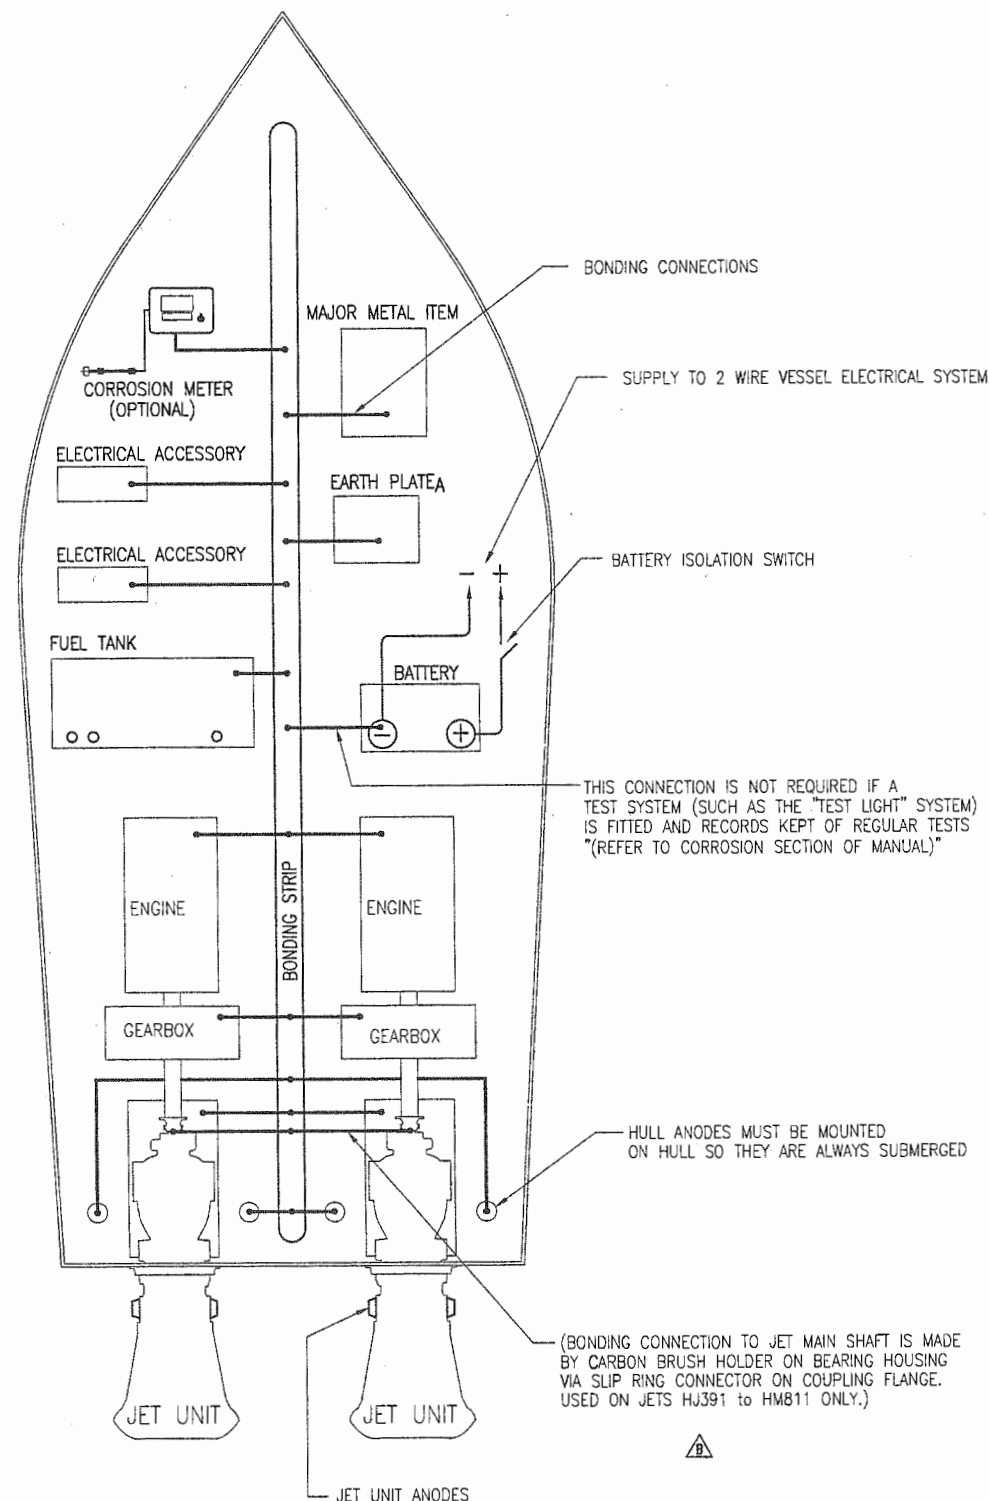 BONDING CONNECTIONS
MAJOR METAL ITEM
SUPPLY TO 2 WIRE VESSEL ELECTRICAL SYSTEM
CORROSION METER
(OPTIONAL)
ELECTRICAL ACCESSORY
EARTH PLATEA
ELECTRICAL ACCESSORY
BATTERY ISOLATION SWITCH
− +
FUEL TANK
BATTERY
− +
THIS CONNECTION IS NOT REQUIRED IF A
TEST SYSTEM (SUCH AS THE "TEST LIGHT" SYSTEM)
IS FITTED AND RECORDS KEPT OF REGULAR TESTS
"(REFER TO CORROSION SECTION OF MANUAL)"
ENGINE
BONDING STRIP
ENGINE
GEARBOX
GEARBOX
HULL ANODES MUST BE MOUNTED
ON HULL SO THEY ARE ALWAYS SUBMERGED
(BONDING CONNECTION TO JET MAIN SHAFT IS MADE
BY CARBON BRUSH HOLDER ON BEARING HOUSING
VIA SLIP RING CONNECTOR ON COUPLING FLANGE.
USED ON JETS HJ391 to HM811 ONLY.)
JET UNIT
JET UNIT
B
JET UNIT ANODES